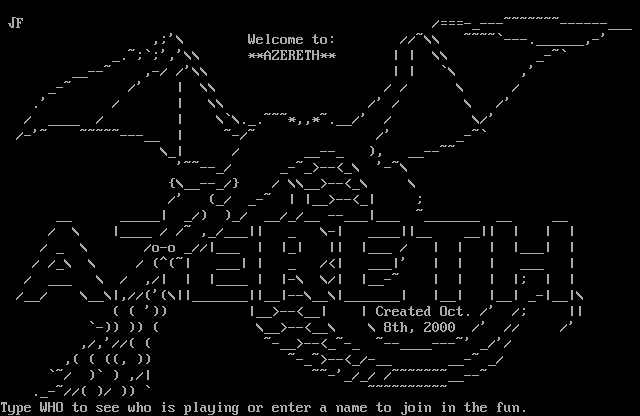 √F
Welcome to:
**AZERETH**
AZERETH
Created Oct.
8th, 2000
Type WHO to see who is playing or enter a name to join in the fun.